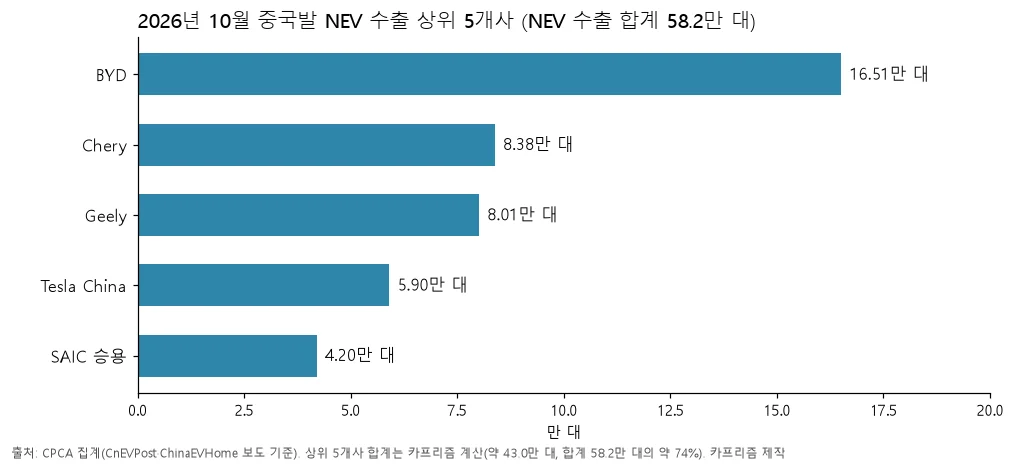 2026년 10월 중국발 NEV 수출 상위 5개사 (NEV 수출 합계 58.2만 대)
BYD
16.51만 대
Chery
8.38만 대
Geely
8.01만 대
Tesla China
5.90만 대
SAIC 승용
4.20만 대
0.0 2.5 5.0 7.5 10.0 12.5 15.0 17.5 20.0
만 대
출처: CPCA 집계(CnEVPost ChinaEVHome 보도 기준). 상위 5개사 합계는 카프리즘 계산(약 43.0만 대, 합계 58.2만 대의 약 74%). 카프리즘 제작